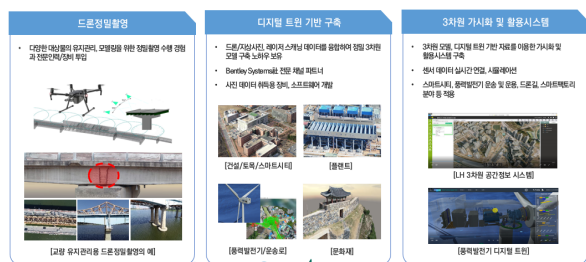 드론정밀촬영
• 다양한 대상물의 유지관리, 모델링을 위한 정밀촬영 수행 경험
과 전문인력/장비 투입
[교량 유지관리용 드론정밀촬영의 예]
디지털 트윈 기반 구축
• 드론/지상사진, 레이저 스캐닝 데이터를 융합하여 정밀 3차원
모델 구축 노하우 보유
• Bentley Systems社 전문 채널 파트너
• 사진 데이터 취득용 장비, 소프트웨어 개발
[건설/토목/스마트시티]
[플랜트]
[풍력발전기/운송로]
[문화재]
3차원 가시화 및 활용시스템
• 3차원 모델, 디지털 트윈 기반 자료를 이용한 가시화 및
활용시스템 구축
• 센서 데이터 실시간 연결, 시뮬레이션
• 스마트시티, 풍력발전기 운송 및 운용, 드론길, 스마트팩토리
분야 등 적용
[LH 3차원 공간정보 시스템]
[풍력발전기 디지털 트윈]